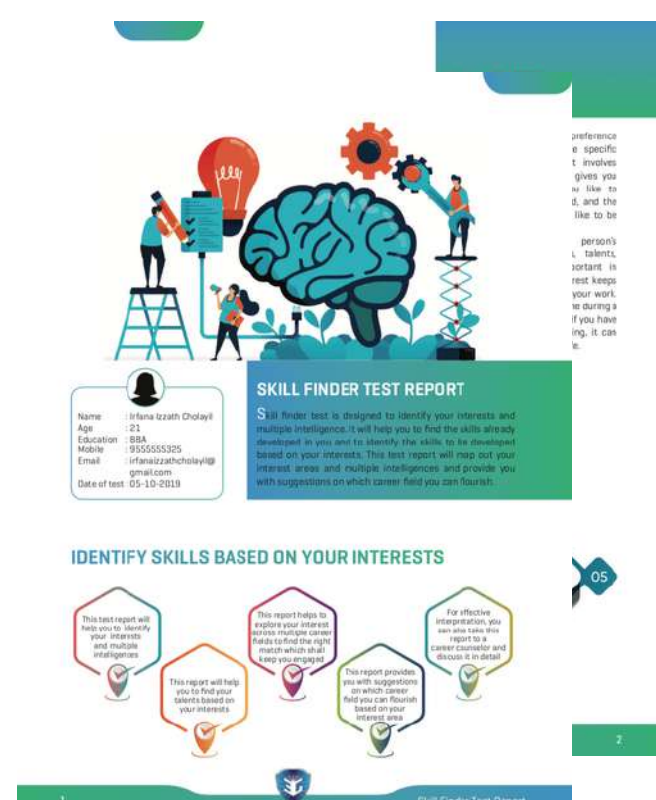 SKILL FINDER TEST REPORT
Skill finder test is designed to identify your interests and
multiple intelligence. It will help you to find the skills already
developed in you and to identify the skills to be developed
based on your interests. This test report will map out your
interest areas and multiple intelligences and provide you
with suggestions on which career field you can flourish.
Name : Irfana Izzath Cholayil
Age : 21
Education : BBA
Mobile : 9555555325
Email : irfanaizzathcholayil@
gmail.com
Date of test : 05-10-2019
IDENTIFY SKILLS BASED ON YOUR INTERESTS
This test report will
help you to identify
your interests
and multiple
intelligences
This report will help
you to find your
talents based on
your interests
This report helps to
explore your interest
across multiple career
fields to find the right
match which shall
keep you engaged
This report provides
you with suggestions
on which career
field you can flourish
based on your
interest area
For effective
interpretation, you
can also take this
report to a
career counselor and
discuss it in detail
1
Skill Finder Test Report
preference
specific
t involves
gives you
like to
d, and the
like to be
person's
talents,
portant in
rest keeps
your work.
e during a
If you have
ing, it can
05
2